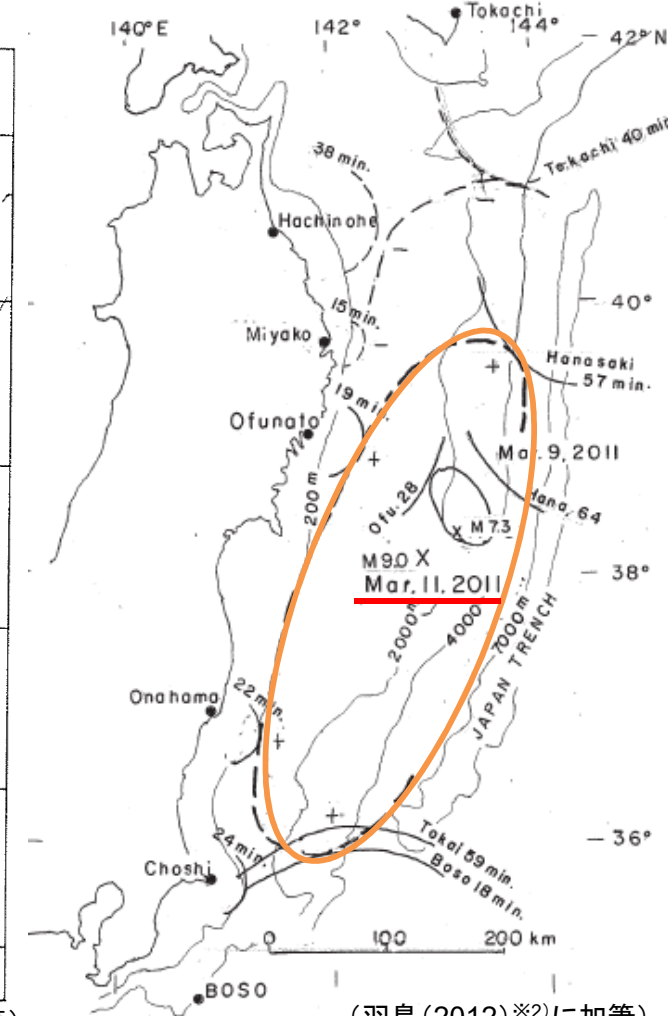 Tokachi
140°E
142°
144°
42°N
38 min.
Tokachi 40 min
Hachinohe
40°
15 min.
Miyako
Hanasaki
57 min.
19 min.
Ofunato
Mar. 9, 2011
200 m
Ofu. 28
Hana. 64
X M 7.3
M 9.0 X
Mar. 11, 2011
38°
2000 m
4000
7000 m
JAPAN TRENCH
Onahama
22 min.
+
36°
24 min.
Tokai 59 min.
Boso 18 min.
Choshi
0 100 200 km
BOSO
(羽鳥(2012)※2)に加筆)